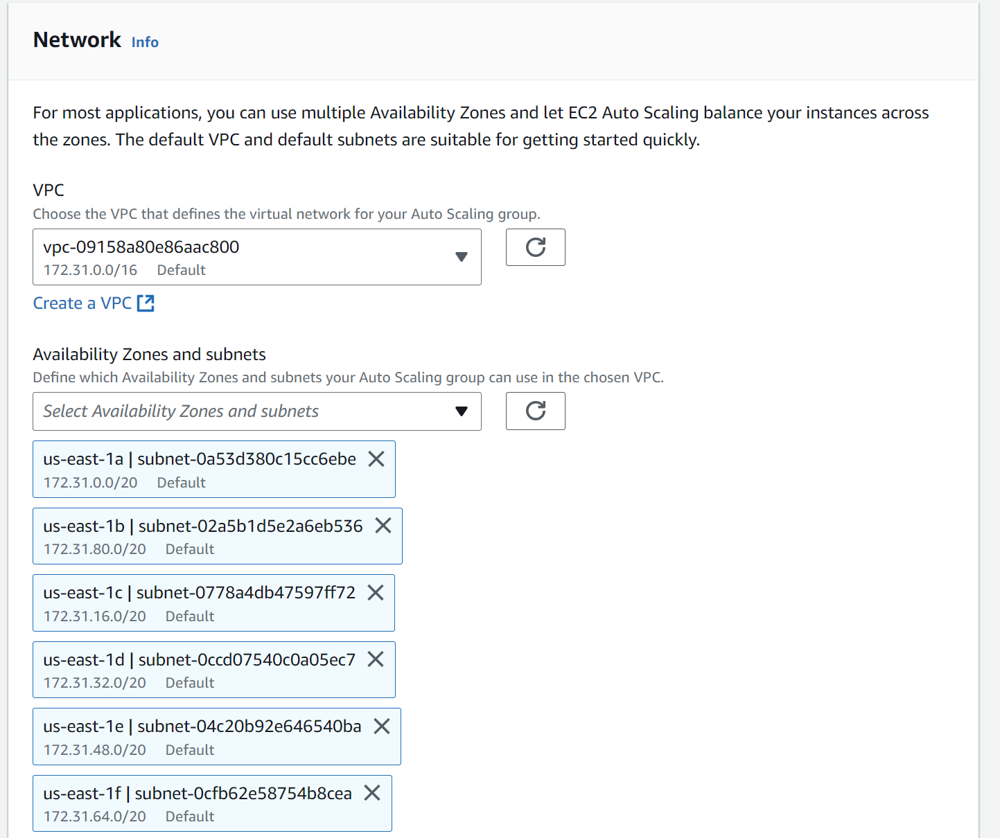 Network Info
For most applications, you can use multiple Availability Zones and let EC2 Auto Scaling balance your instances across
the zones. The default VPC and default subnets are suitable for getting started quickly.
VPC
Choose the VPC that defines the virtual network for your Auto Scaling group.
vpc-09158a80e86aac800
172.31.0.0/16 Default
Create a VPC
Availability Zones and subnets
Define which Availability Zones and subnets your Auto Scaling group can use in the chosen VPC.
Select Availability Zones and subnets
us-east-1a | subnet-0a53d380c15cc6ebe
172.31.0.0/20 Default
us-east-1b | subnet-02a5b1d5e2a6eb536
172.31.80.0/20 Default
us-east-1c | subnet-0778a4db47597ff72
172.31.16.0/20 Default
us-east-1d | subnet-0ccd07540c0a05ec7
172.31.32.0/20 Default
us-east-1e | subnet-04c20b92e646540ba
172.31.48.0/20 Default
us-east-1f | subnet-0cfb62e58754b8cea
172.31.64.0/20 Default